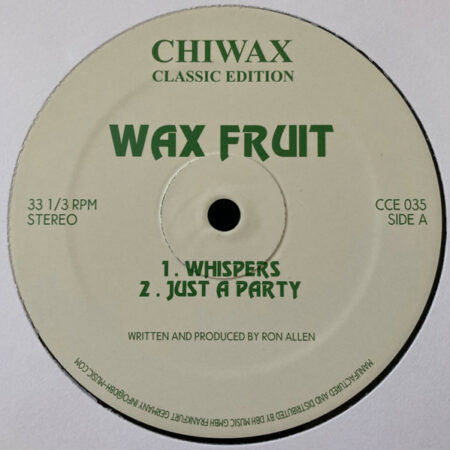 CHIWAX
CLASSIC EDITION
WAX FRUIT
33 1/3 RPM
STEREO
CCE 035
SIDE A
1. WHISPERS
2. JUST A PARTY
WRITTEN AND PRODUCED BY RON ALLEN
MANUFACTURED AND DISTRIBUTED BY DBH MUSIC GMBH FRANKFURT GERMANY INFO@DBH-MUSIC.COM